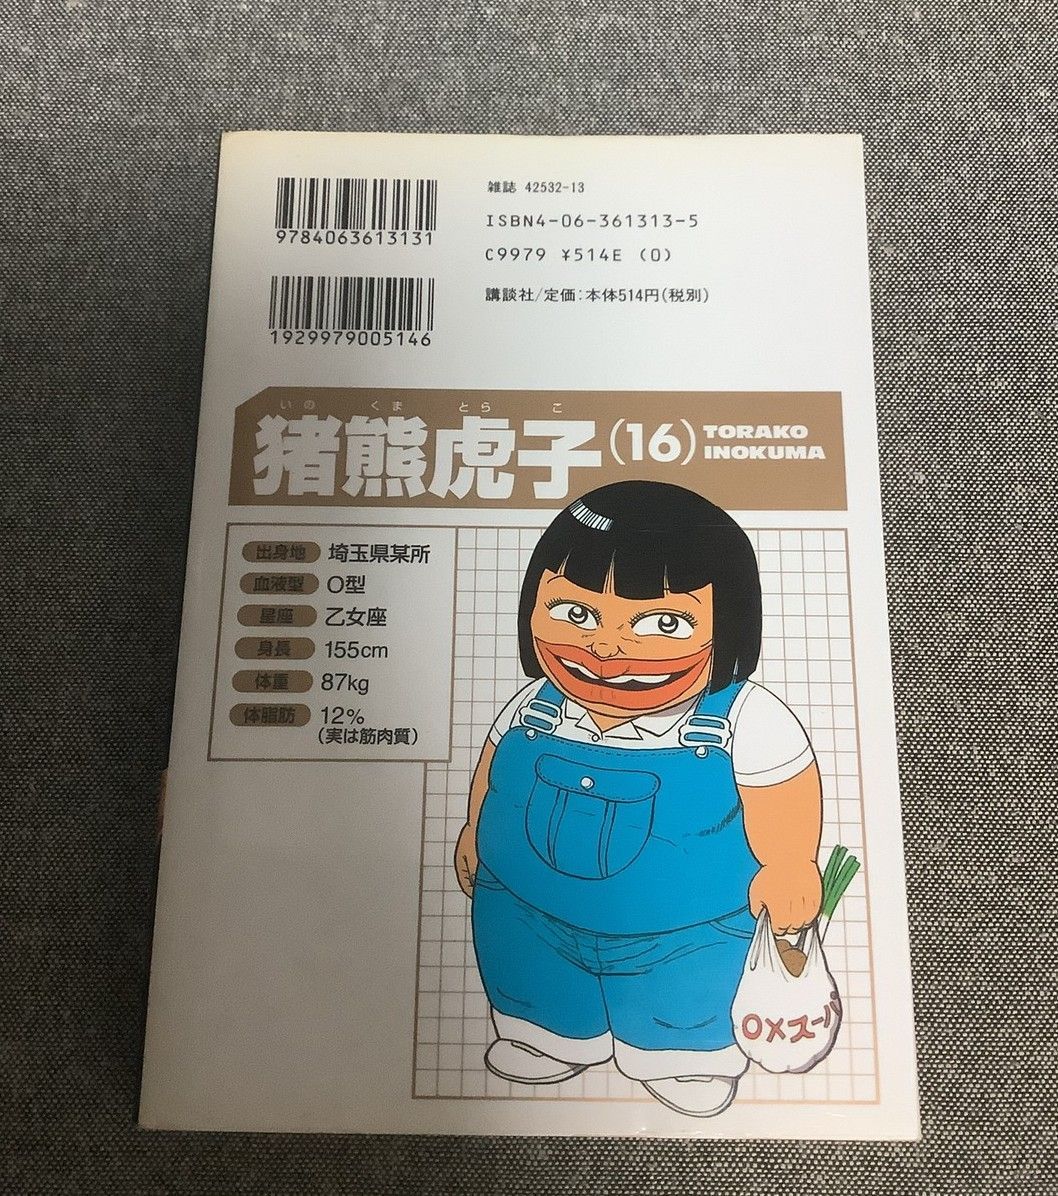 9784063613131
1929979005146
雑誌 42532-13
ISBN4-06-361313-5
C9979 ¥514E (0)
講談社/定価:本体514円(税別)
いの くま とら こ
猪熊虎子(16) TORAKO
INOKUMA
出身地 埼玉県某所
血液型 O型
星座 乙女座
身長 155cm
体重 87kg
体脂肪 12%
(実は筋肉質)
○×スーパ